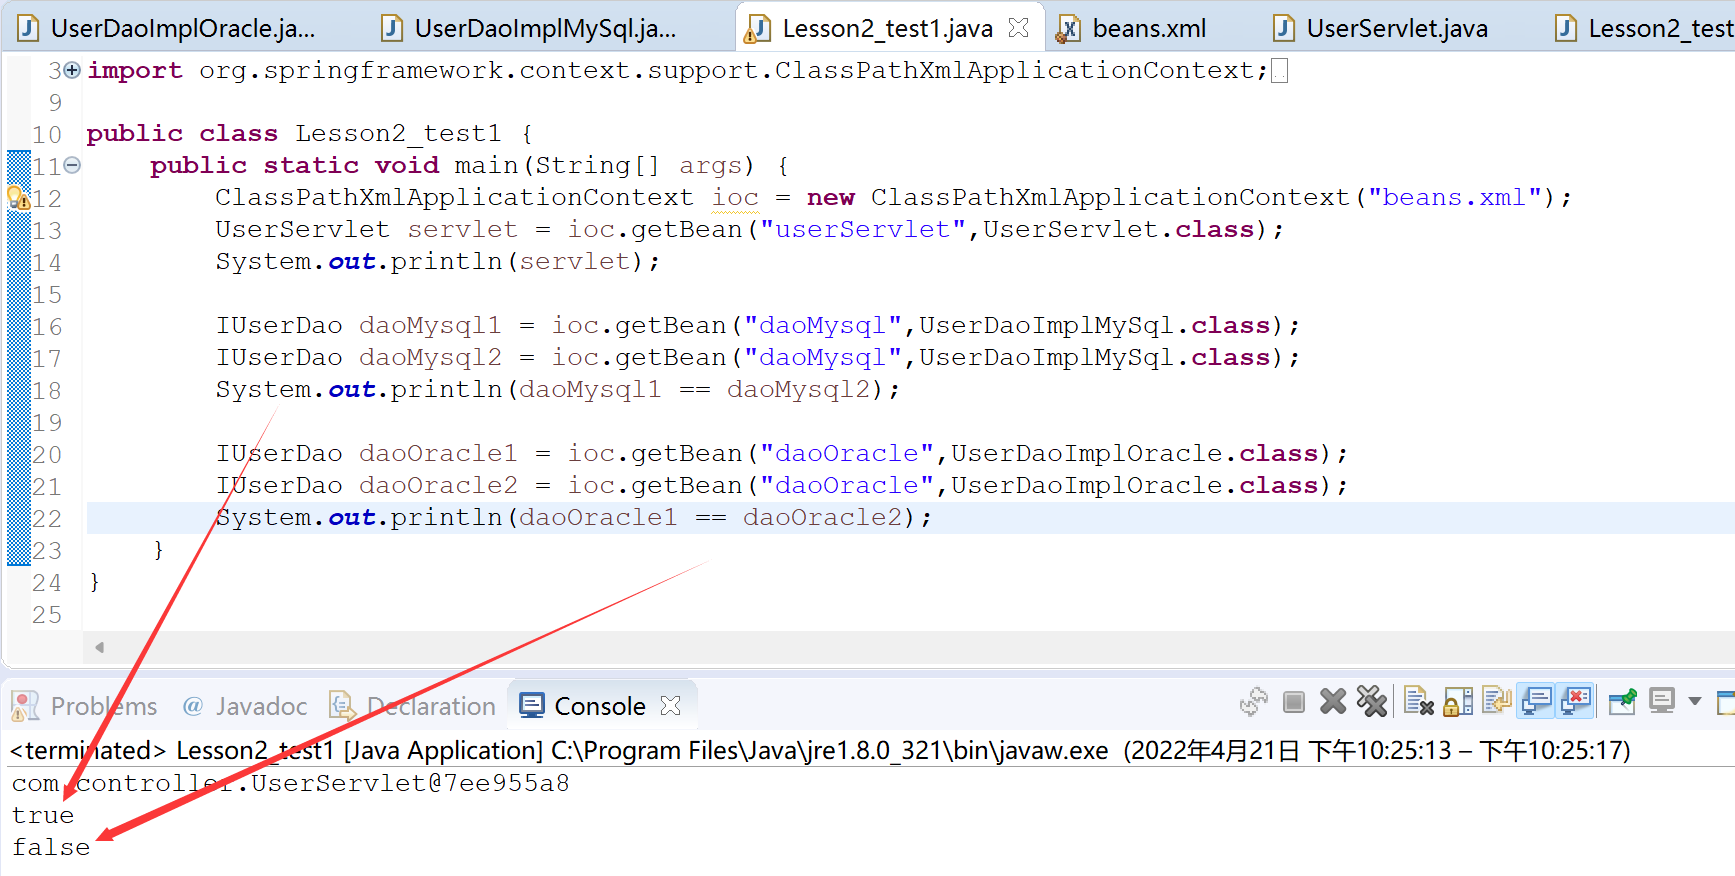 UserDaoImplOracle.ja...
UserDaoImplMySql.ja...
Lesson2_test1.java
beans.xml
UserServlet.java
Lesson2_test
3 import org.springframework.context.support.ClassPathXmlApplicationContext;
9
10 public class Lesson2_test1 {
11 public static void main(String[] args) {
12 ClassPathXmlApplicationContext ioc = new ClassPathXmlApplicationContext("beans.xml");
13 UserServlet servlet = ioc.getBean("userServlet",UserServlet.class);
14 System.out.println(servlet);
15
16 IUserDao daoMysql1 = ioc.getBean("daoMysql",UserDaoImplMySql.class);
17 IUserDao daoMysql2 = ioc.getBean("daoMysql",UserDaoImplMySql.class);
18 System.out.println(daoMysql1 == daoMysql2);
19
20 IUserDao daoOracle1 = ioc.getBean("daoOracle",UserDaoImplOracle.class);
21 IUserDao daoOracle2 = ioc.getBean("daoOracle",UserDaoImplOracle.class);
22 System.out.println(daoOracle1 == daoOracle2);
23 }
24 }
25
Problems @ Javadoc Declaration Console
<terminated> Lesson2_test1 [Java Application] C:\Program Files\Java\jre1.8.0_321\bin\javaw.exe (2022年4月21日 下午10:25:13 – 下午10:25:17)
com.controller.UserServlet@7ee955a8
true
false